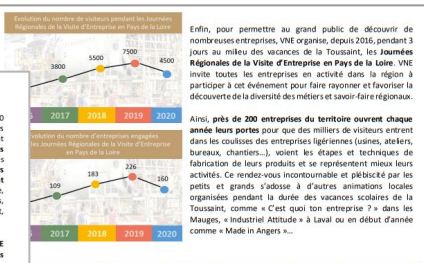 Evolution du nombre de visiteurs pendant les Journées
Régionales de la Visite d'Entreprise en Pays de la Loire
3800
5500
7500
4500
2017 2018 2019 2020
Evolution du nombre d'entreprises engagées
les Journées Régionales de la Visite d'Entreprise
en Pays de la Loire
109
183
226
160
2017 2018 2019 2020
Enfin, pour permettre au grand public de découvrir de
nombreuses entreprises, VNE organise, depuis 2016, pendant 3
jours au milieu des vacances de la Toussaint, les Journées
Régionales de la Visite d'Entreprise en Pays de la Loire. VNE
invite toutes les entreprises en activité dans la région à
participer à cet événement pour faire rayonner et favoriser la
découverte de la diversité des métiers et savoir-faire régionaux.
Ainsi, près de 200 entreprises du territoire ouvrent chaque
année leurs portes pour que des milliers de visiteurs entrent
dans les coulisses des entreprises ligériennes (usines, ateliers,
bureaux, chantiers…), voient les étapes et techniques de
fabrication de leurs produits et se représentent mieux leurs
activités. Ce rendez-vous incontournable et plébiscité par les
petits et grands s'adosse à d'autres animations locales
organisées pendant la durée des vacances scolaires de la
Toussaint, comme « C'est quoi ton entreprise ? » dans les
Mauges, « Industriel Attitude » à Laval ou en début d'année
comme « Made in Angers »…